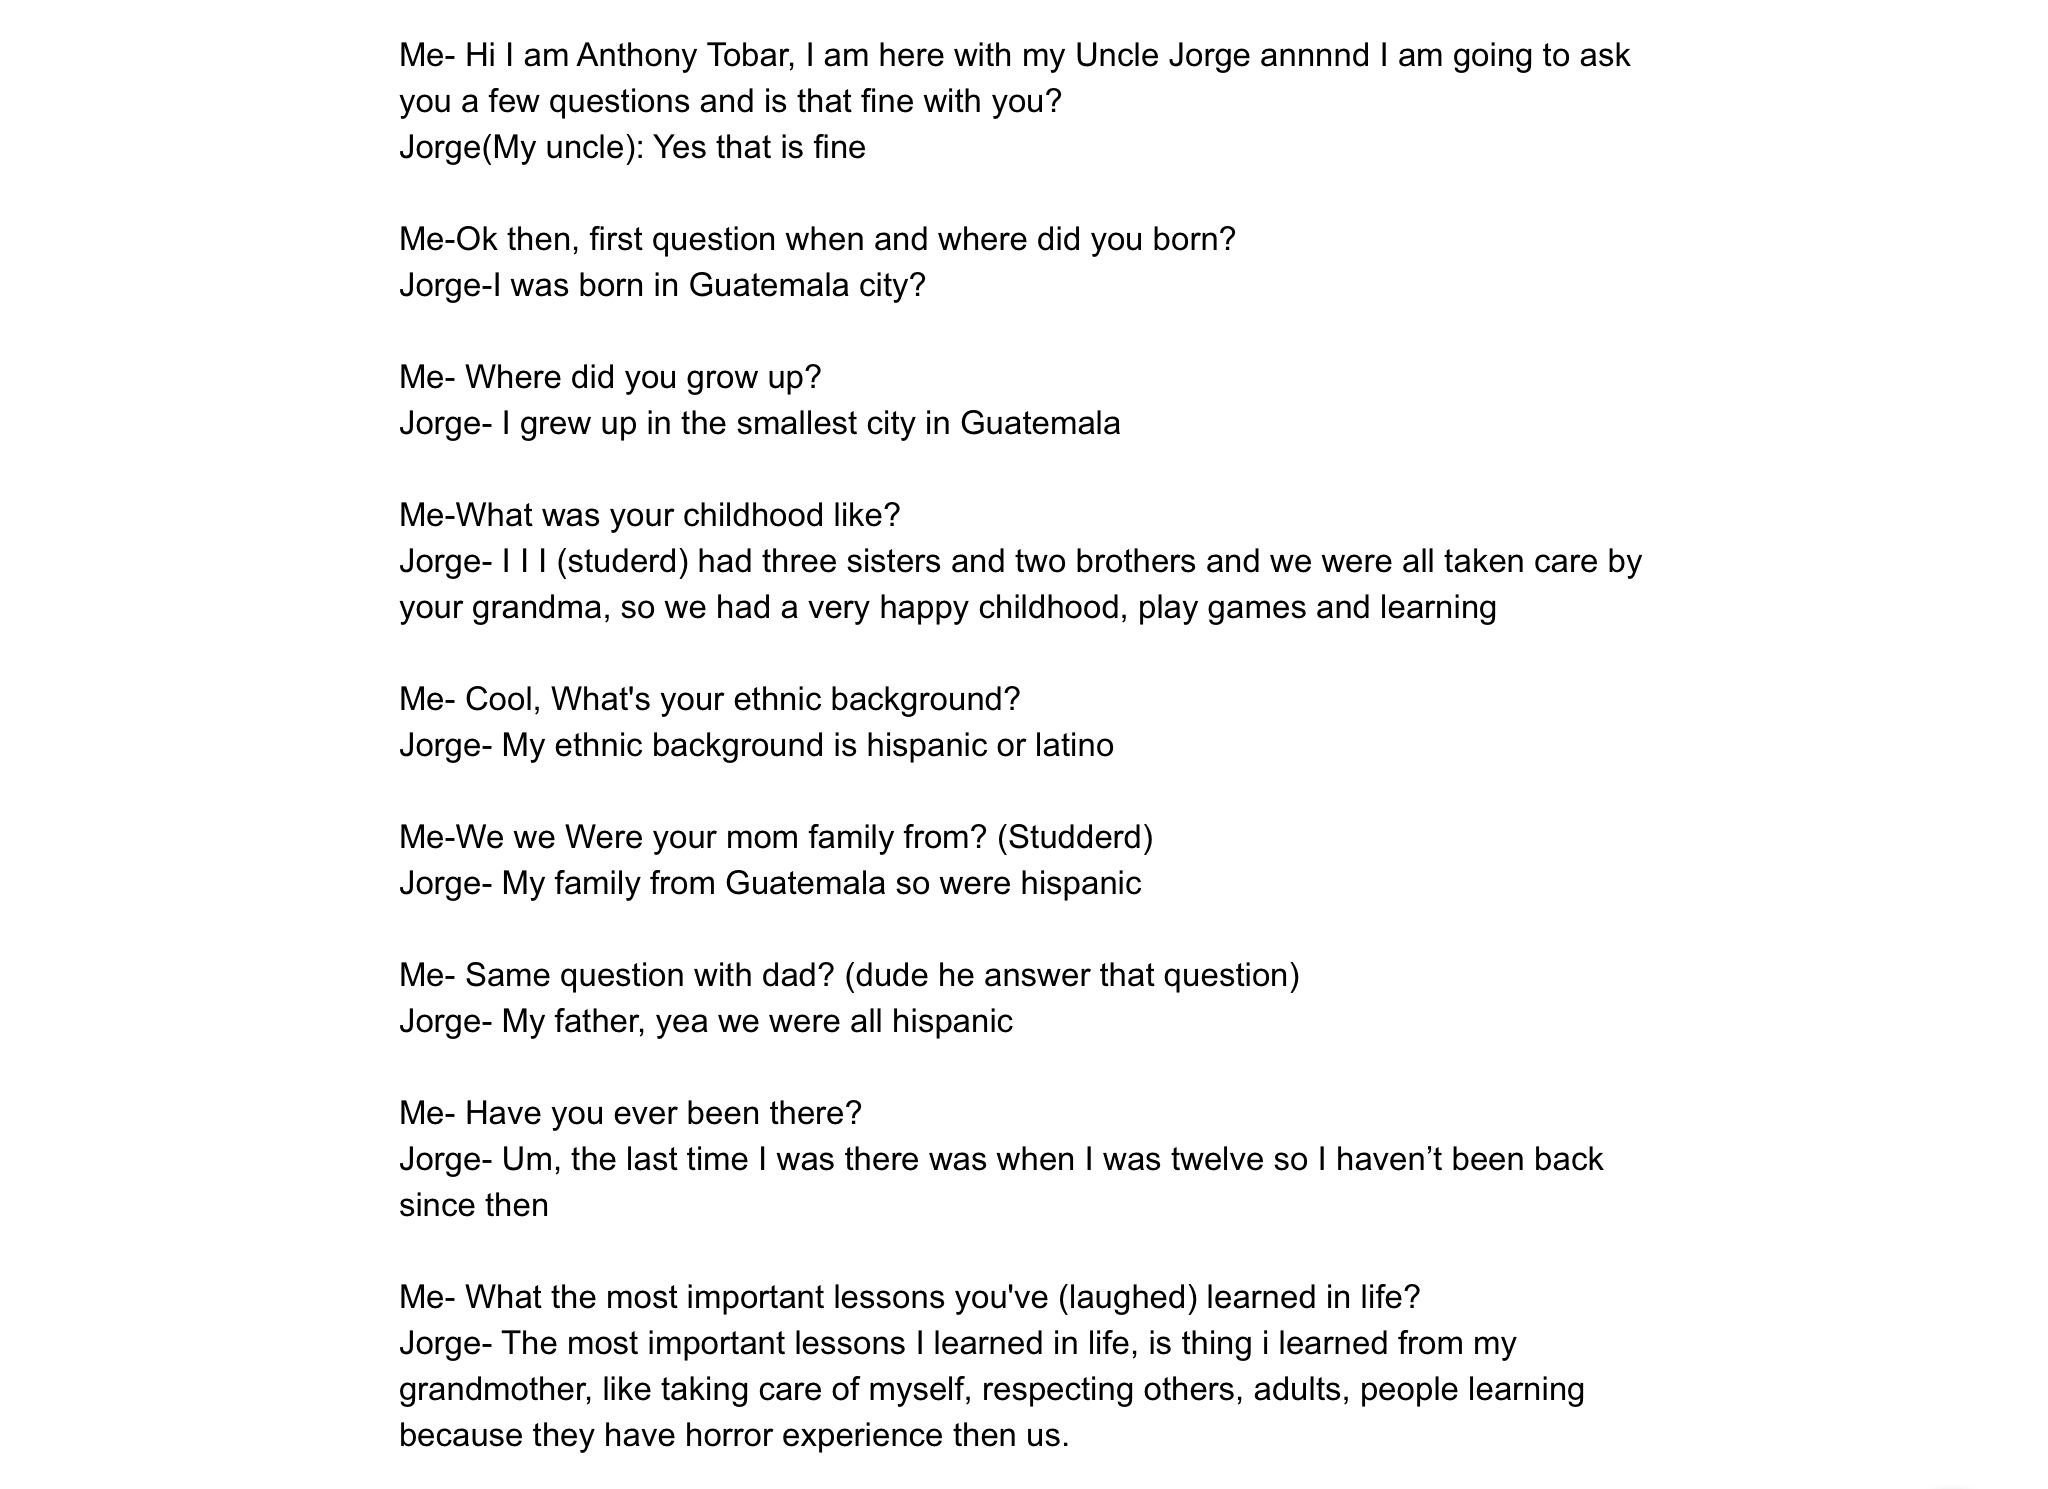 Me- Hi I am Anthony Tobar, I am here with my Uncle Jorge annnnd I am going to ask
you a few questions and is that fine with you?
Jorge(My uncle): Yes that is fine
Me-Ok then, first question when and where did you born?
Jorge-I was born in Guatemala city?
Me- Where did you grow up?
Jorge- I grew up in the smallest city in Guatemala
Me-What was your childhood like?
Jorge- I I I (studerd) had three sisters and two brothers and we were all taken care by
your grandma, so we had a very happy childhood, play games and learning
Me- Cool, What's your ethnic background?
Jorge- My ethnic background is hispanic or latino
Me-We we Were your mom family from? (Studderd)
Jorge- My family from Guatemala so were hispanic
Me- Same question with dad? (dude he answer that question)
Jorge- My father, yea we were all hispanic
Me- Have you ever been there?
Jorge- Um, the last time I was there was when I was twelve so I haven’t been back
since then
Me- What the most important lessons you've (laughed) learned in life?
Jorge- The most important lessons I learned in life, is thing i learned from my
grandmother, like taking care of myself, respecting others, adults, people learning
because they have horror experience then us.